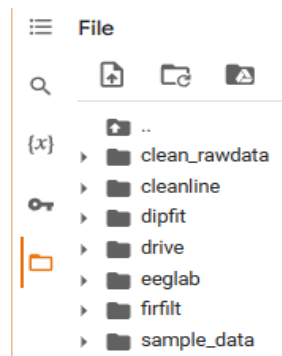 File
..
{x}
clean_rawdata
cleanline
dipfit
drive
eeglab
firfilt
sample_data